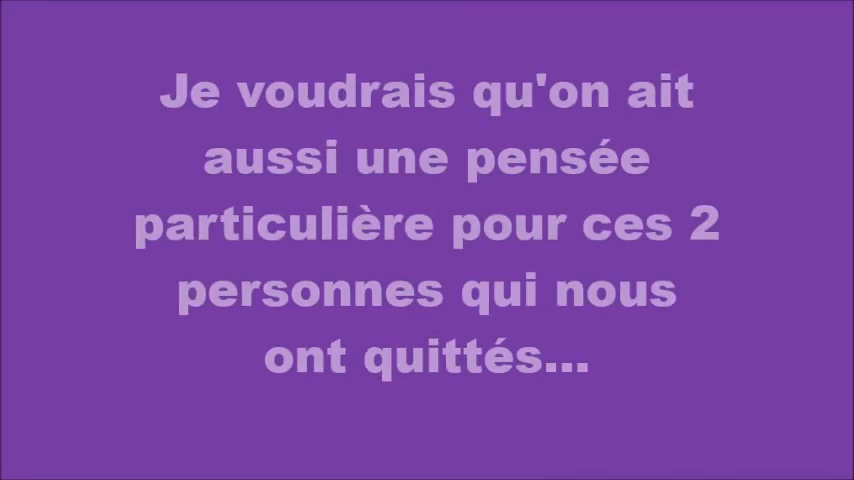 Je voudrais qu'on ait
aussi une pensée
particulière pour ces 2
personnes qui nous
ont quittés...